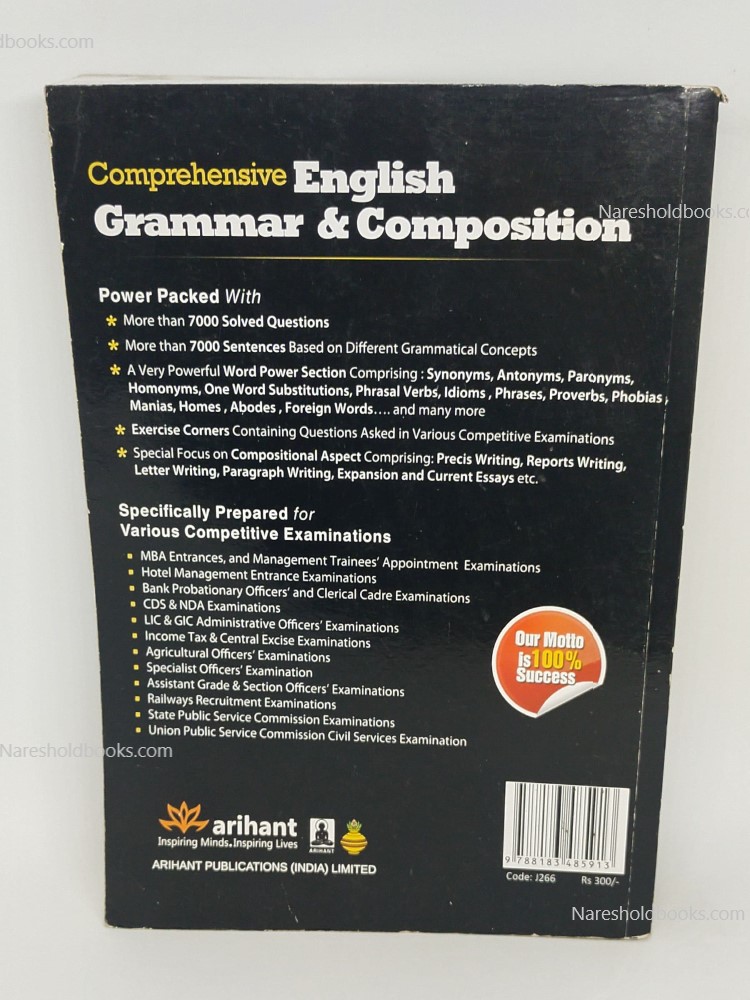 dbooks.com
Comprehensive English
Naresholdbooks.co
Grammar & Composition
Power Packed With
* More than 7000 Solved Questions
* More than 7000 Sentences Based on Different Grammatical Concepts
* A Very Powerful Word Power Section Comprising : Synonyms, Antonyms, Paronyms,
Homonyms, One Word Substitutions, Phrasal Verbs, Idioms , Phrases, Proverbs, Phobias,
Manias, Homes , Abodes , Foreign Words.... and many more
* Exercise Corners Containing Questions Asked in Various Competitive Examinations
* Special Focus on Compositional Aspect Comprising: Precis Writing, Reports Writing,
Letter Writing, Paragraph Writing, Expansion and Current Essays etc.
Specifically Prepared for
Various Competitive Examinations
▪ MBA Entrances, and Management Trainees' Appointment Examinations
▪ Hotel Management Entrance Examinations
▪ Bank Probationary Officers' and Clerical Cadre Examinations
▪ CDS & NDA Examinations
▪ LIC & GIC Administrative Officers' Examinations
▪ Income Tax & Central Excise Examinations
▪ Agricultural Officers' Examinations
▪ Specialist Officers' Examination
▪ Assistant Grade & Section Officers' Examinations
▪ Railways Recruitment Examinations
▪ State Public Service Commission Examinations
▪ Union Public Service Commission Civil Services Examination
Our Motto
is 100%
Success
Naresholdbooks.com
arihant
Inspiring Minds. Inspiring Lives
ARIHANT
ARIHANT PUBLICATIONS (INDIA) LIMITED
9 788183 485913
Code: J266 Rs 300/-
Naresholdbooks.com